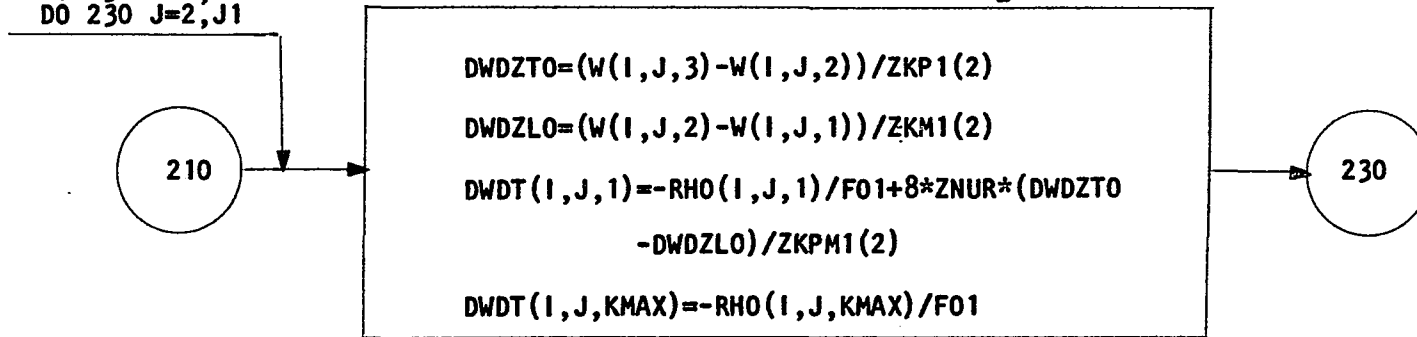 DO 230 J=2,J1
210
DWDZTO=(W(I,J,3)-W(I,J,2))/ZKP1(2)
DWDZLO=(W(I,J,2)-W(I,J,1))/ZKM1(2)
DWDT(I,J,1)=-RHO(I,J,1)/FO1+8*ZNUR*(DWDZTO
-DWDZLO)/ZKPM1(2)
DWDT(I,J,KMAX)=-RHO(I,J,KMAX)/FO1
230